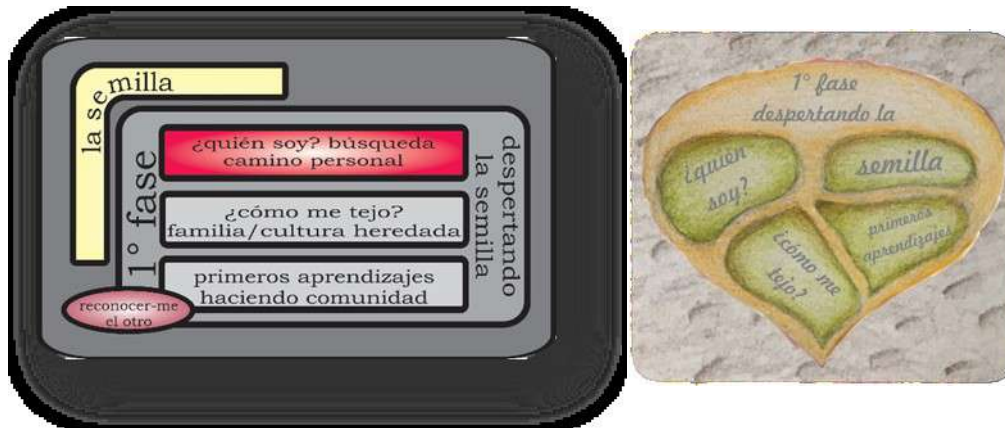 la semilla
1° fase
¿quién soy? búsqueda
camino personal
¿cómo me tejo?
familia/cultura heredada
primeros aprendizajes
haciendo comunidad
despertando
la semilla
reconocer-me
el otro
1° fase
despertando la
¿quién
soy?
semilla
primeros
aprendizajes
¿cómo me
tejo?